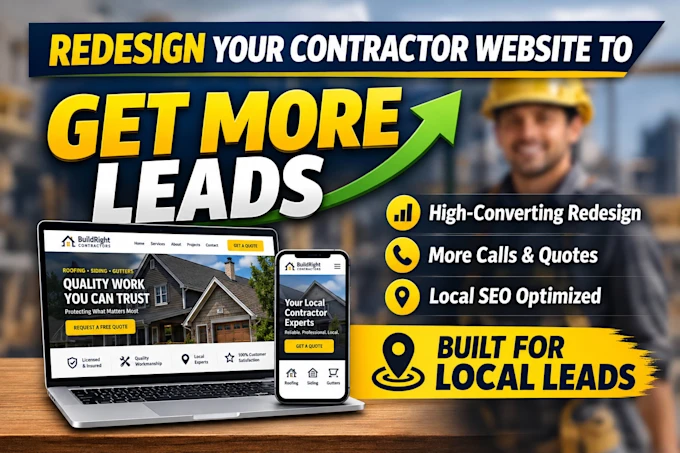 REDESIGN YOUR CONTRACTOR WEBSITE TO
GET MORE
LEADS
High-Converting Redesign
More Calls & Quotes
Local SEO Optimized
BUILT FOR
LOCAL LEADS
BuildRight
CONTRACTORS
Home Services About Projects Contact
GET A QUOTE
ROOFING • SIDING • GUTTERS
QUALITY WORK
YOU CAN TRUST
Protecting What Matters Most
REQUEST A FREE QUOTE
Licensed
& Insured
Quality
Workmanship
Local
Experts
100% Customer
Satisfaction
BuildRight
CONTRACTORS
Your Local
Contractor
Experts
Reliable, Professional, Local.
GET A QUOTE
Roofing Siding Gutters